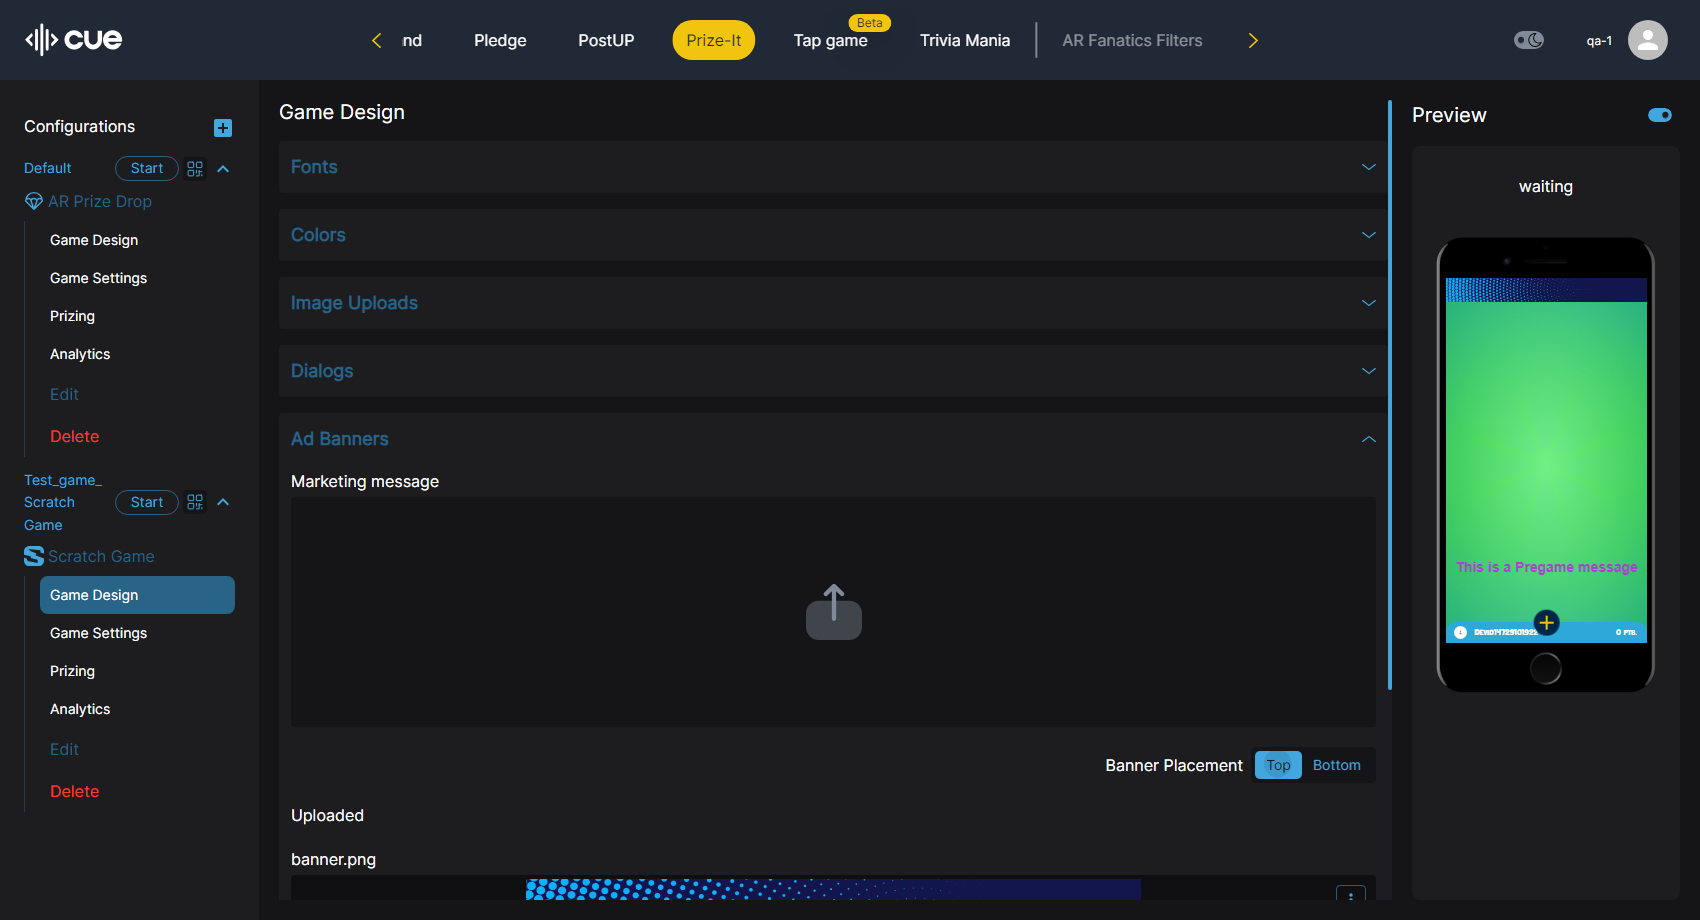 cue
nd
Pledge
PostUP
Prize-It
Beta
Tap game
Trivia Mania
AR Fanatics Filters
qa-1
Configurations
Default
Start
AR Prize Drop
Game Design
Game Settings
Prizing
Analytics
Edit
Delete
Test_game_
Scratch
Game
Start
Scratch Game
Game Design
Game Settings
Prizing
Analytics
Edit
Delete
Game Design
Fonts
Colors
Image Uploads
Dialogs
Ad Banners
Marketing message
Banner Placement
Top
Bottom
Uploaded
banner.png
Preview
waiting
This is a Pregame message
0 PTS.